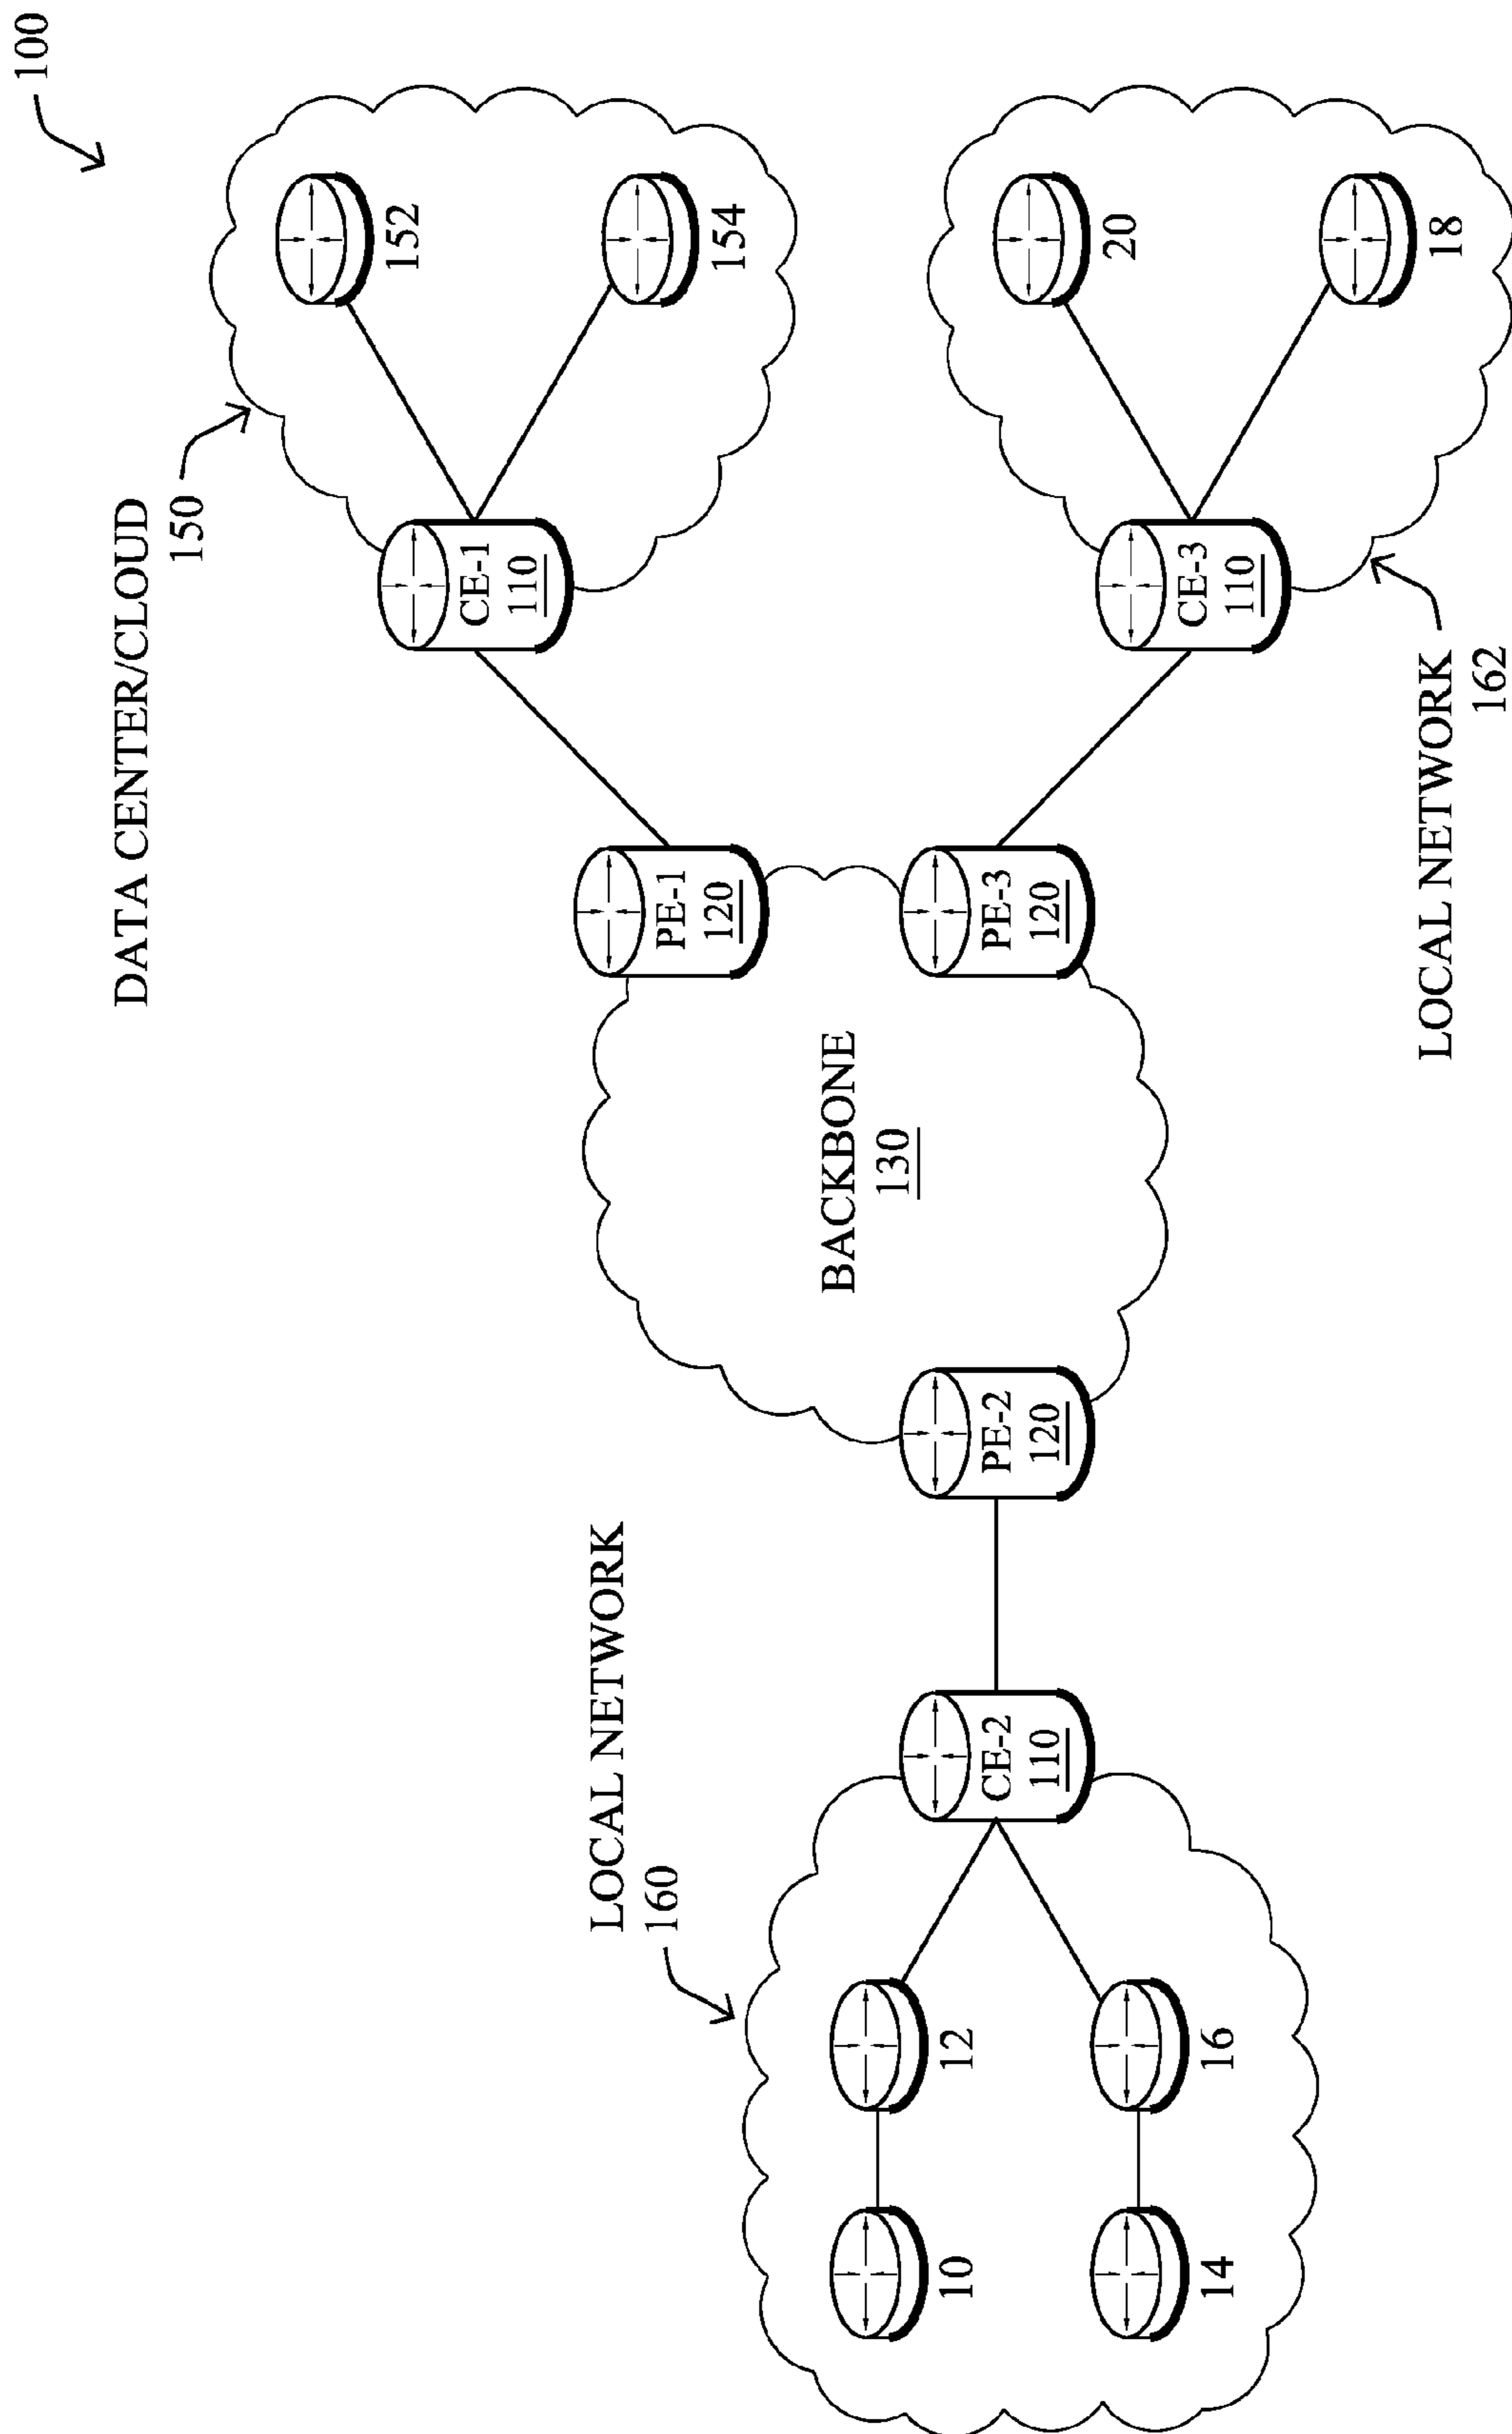 100
DATA CENTER/CLOUD
150
152
CE-1
110
154
LOCAL NETWORK
160
PE-1
120
BACKBONE
130
10
12
CE-2
110
PE-2
120
PE-3
120
14
16
20
CE-3
110
18
LOCAL NETWORK
162